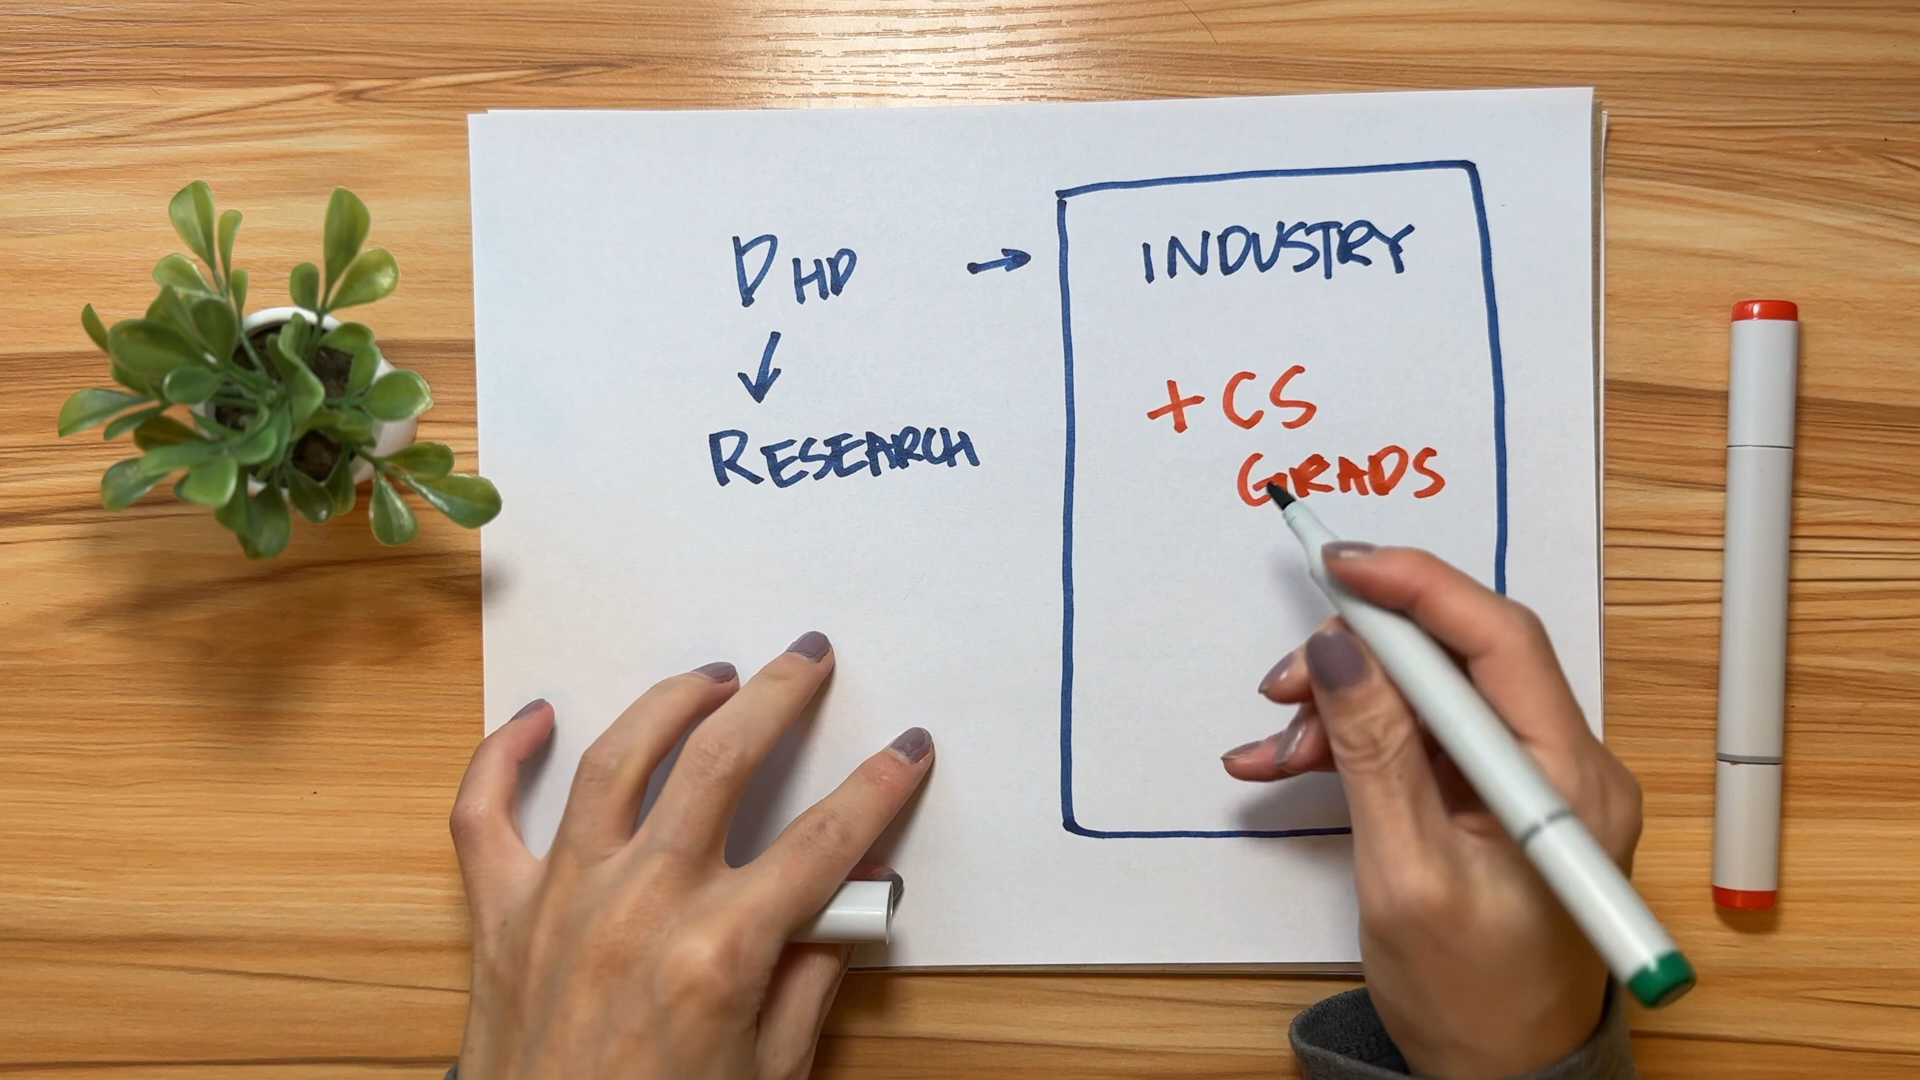 PHD → INDUSTRY
↓
RESEARCH
+ CS
GRADS